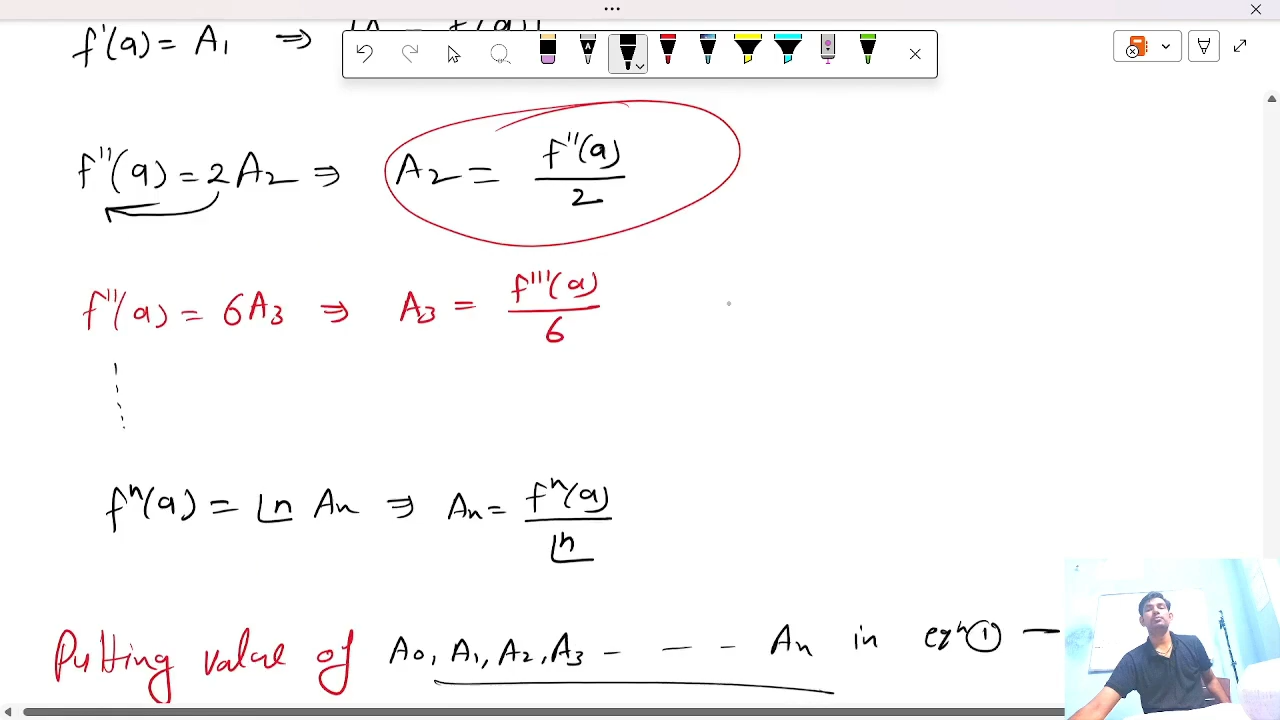 f'(a) = A₁ ⇒
f''(a) = 2A₂ ⇒ A₂ = f''(a)/2
f''(a) = 6A₃ ⇒ A₃ = f'''(a)/6
fⁿ(a) = ⌊n Aₙ ⇒ Aₙ = fⁿ(a)/⌊n
Putting value of A₀, A₁, A₂, A₃ - - - Aₙ in eqⁿ ① —